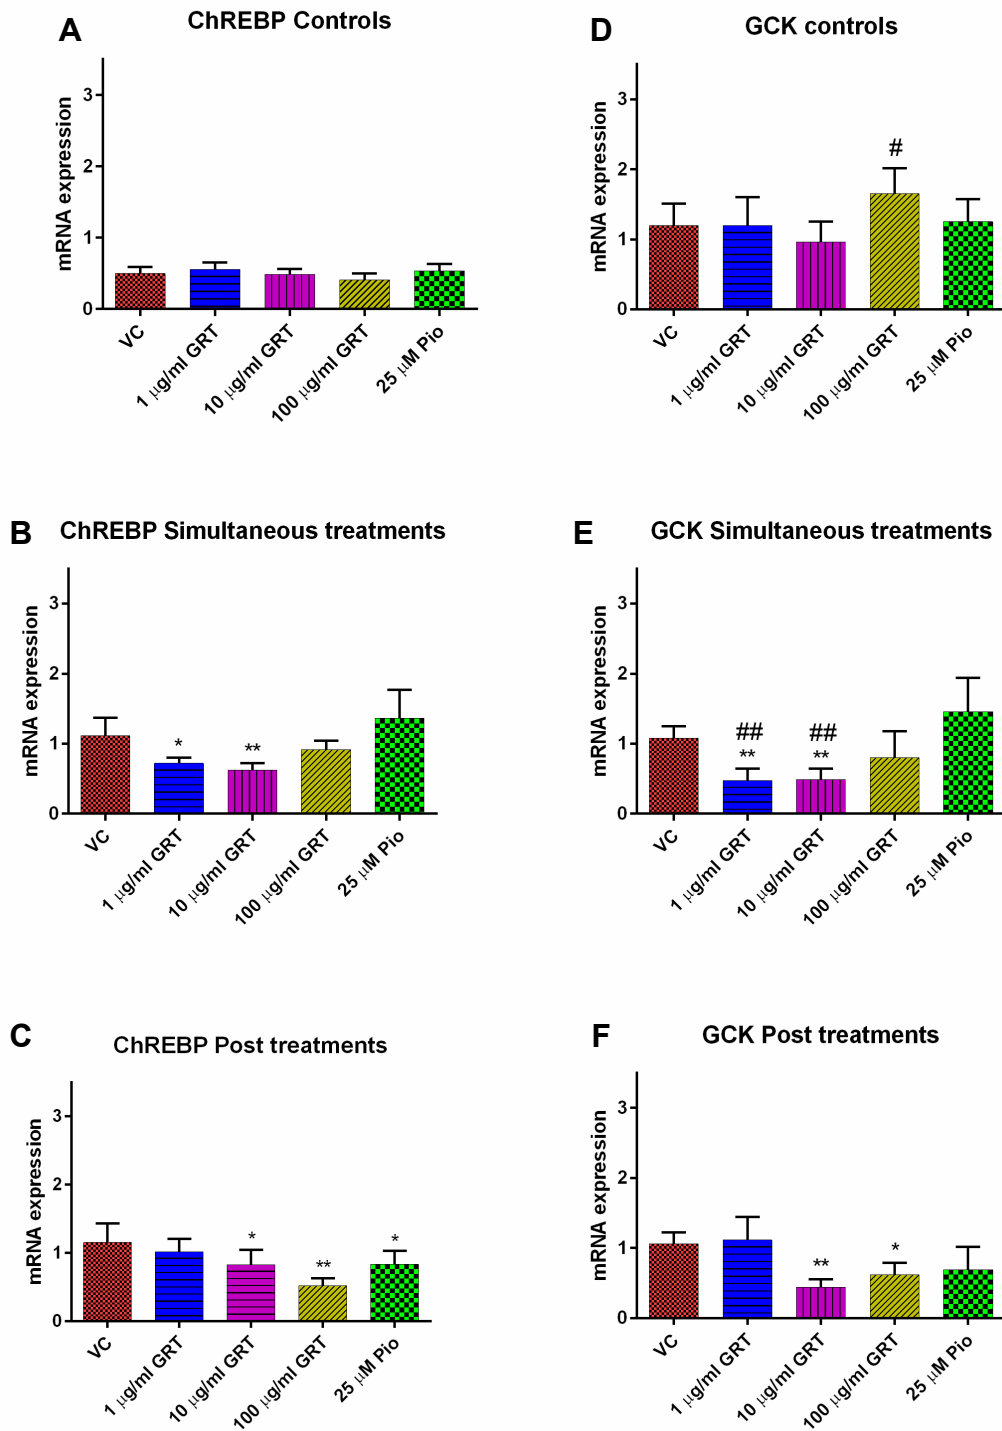 A
ChREBP Controls
mRNA expression
3
2
1
0
VC
1 μg/ml GRT
10 μg/ml GRT
100 μg/ml GRT
25 μM Pio
D
GCK controls
mRNA expression
3
2
1
0
#
VC
1 μg/ml GRT
10 μg/ml GRT
100 μg/ml GRT
25 μM Pio
B
ChREBP Simultaneous treatments
mRNA expression
3
2
1
0
*
**
VC
1 μg/ml GRT
10 μg/ml GRT
100 μg/ml GRT
25 μM Pio
E
GCK Simultaneous treatments
mRNA expression
3
2
1
0
##
**
##
**
VC
1 μg/ml GRT
10 μg/ml GRT
100 μg/ml GRT
25 μM Pio
C
ChREBP Post treatments
mRNA expression
3
2
1
0
*
**
*
VC
1 μg/ml GRT
10 μg/ml GRT
100 μg/ml GRT
25 μM Pio
F
GCK Post treatments
mRNA expression
3
2
1
0
**
*
VC
1 μg/ml GRT
10 μg/ml GRT
100 μg/ml GRT
25 μM Pio